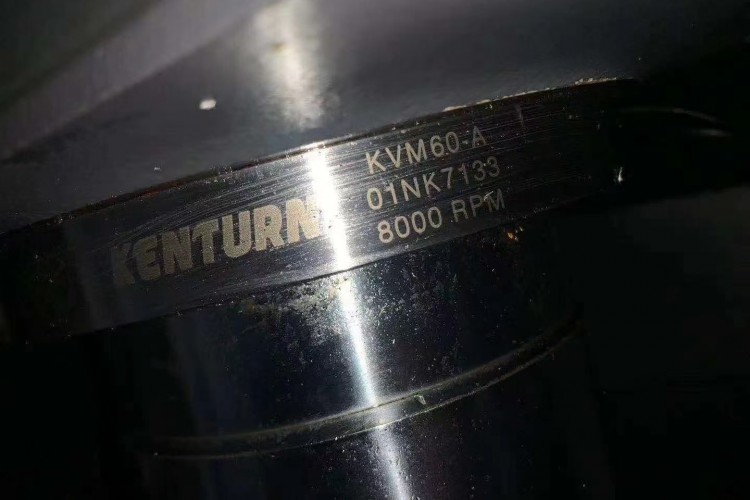 KENTURN
KVM60-A
01NK7133
8000 RPM